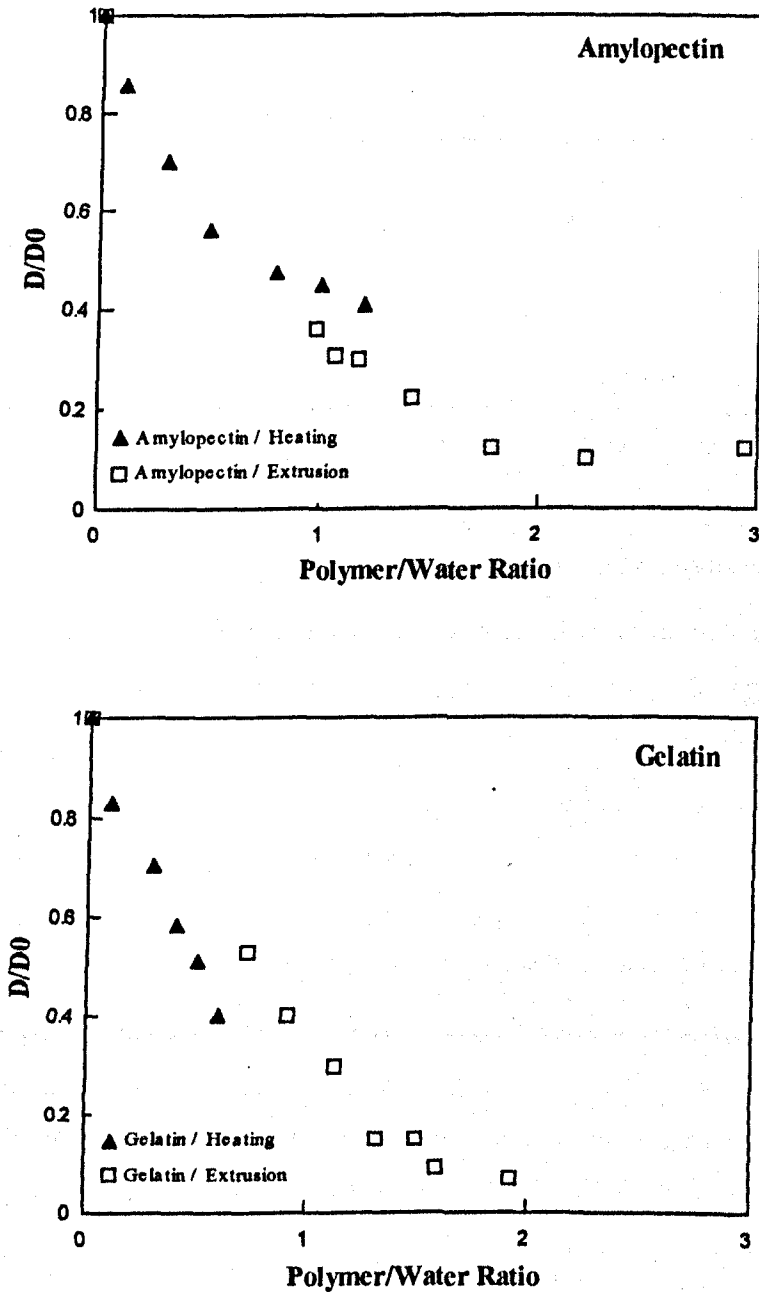 1
Amylopectin
0.8
0.6
D/D0
0.4
0.2
▲ Amylopectin / Heating
□ Amylopectin / Extrusion
0
0 1 2 3
Polymer/Water Ratio
1
Gelatin
0.8
0.6
D/D0
0.4
0.2
▲ Gelatin / Heating
□ Gelatin / Extrusion
0
0 1 2 3
Polymer/Water Ratio